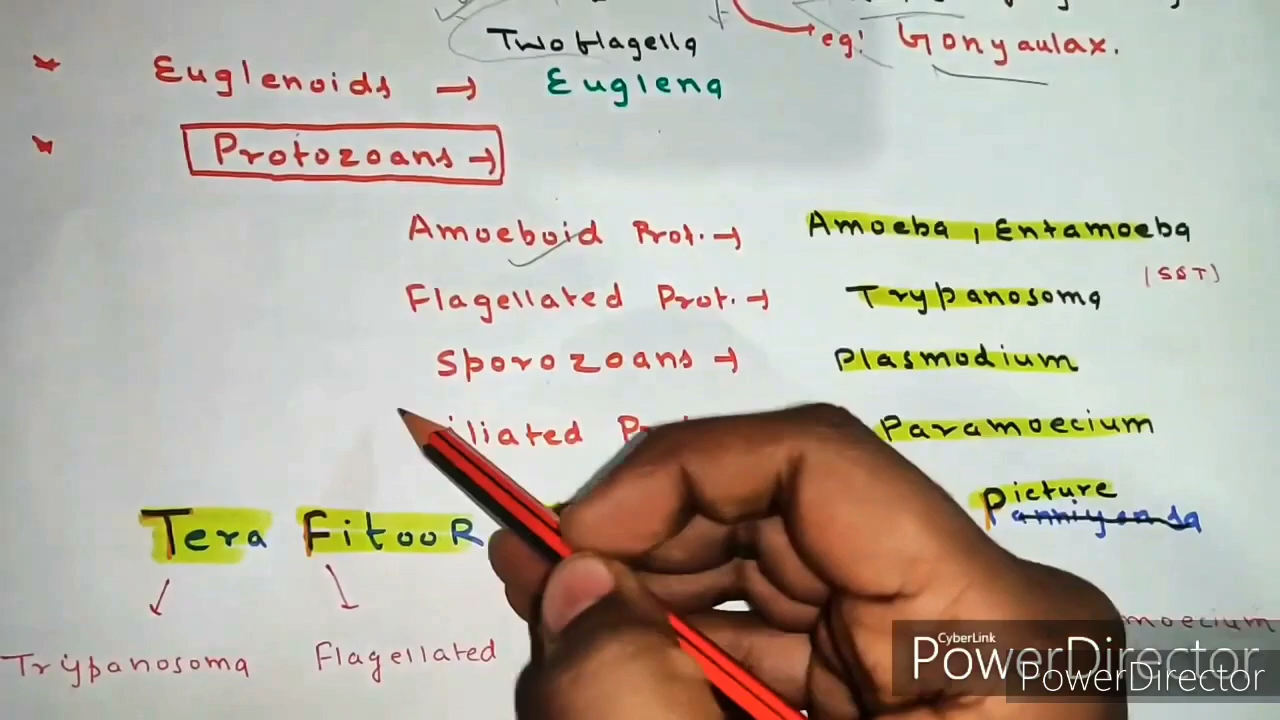 Two flagella
eg: Gonyaulax.
Euglenoids → Euglena
Protozoans →
Amoeboid Prot. → Amoeba, Entamoeba
(SST)
Flagellated Prot. → Trypanosoma
Sporozoans → Plasmodium
iliated Paramoecium
Picture
Tera FitooR
Trypanosoma Flagellated
moecium
CyberLink
PowerDirector
PowerDirector